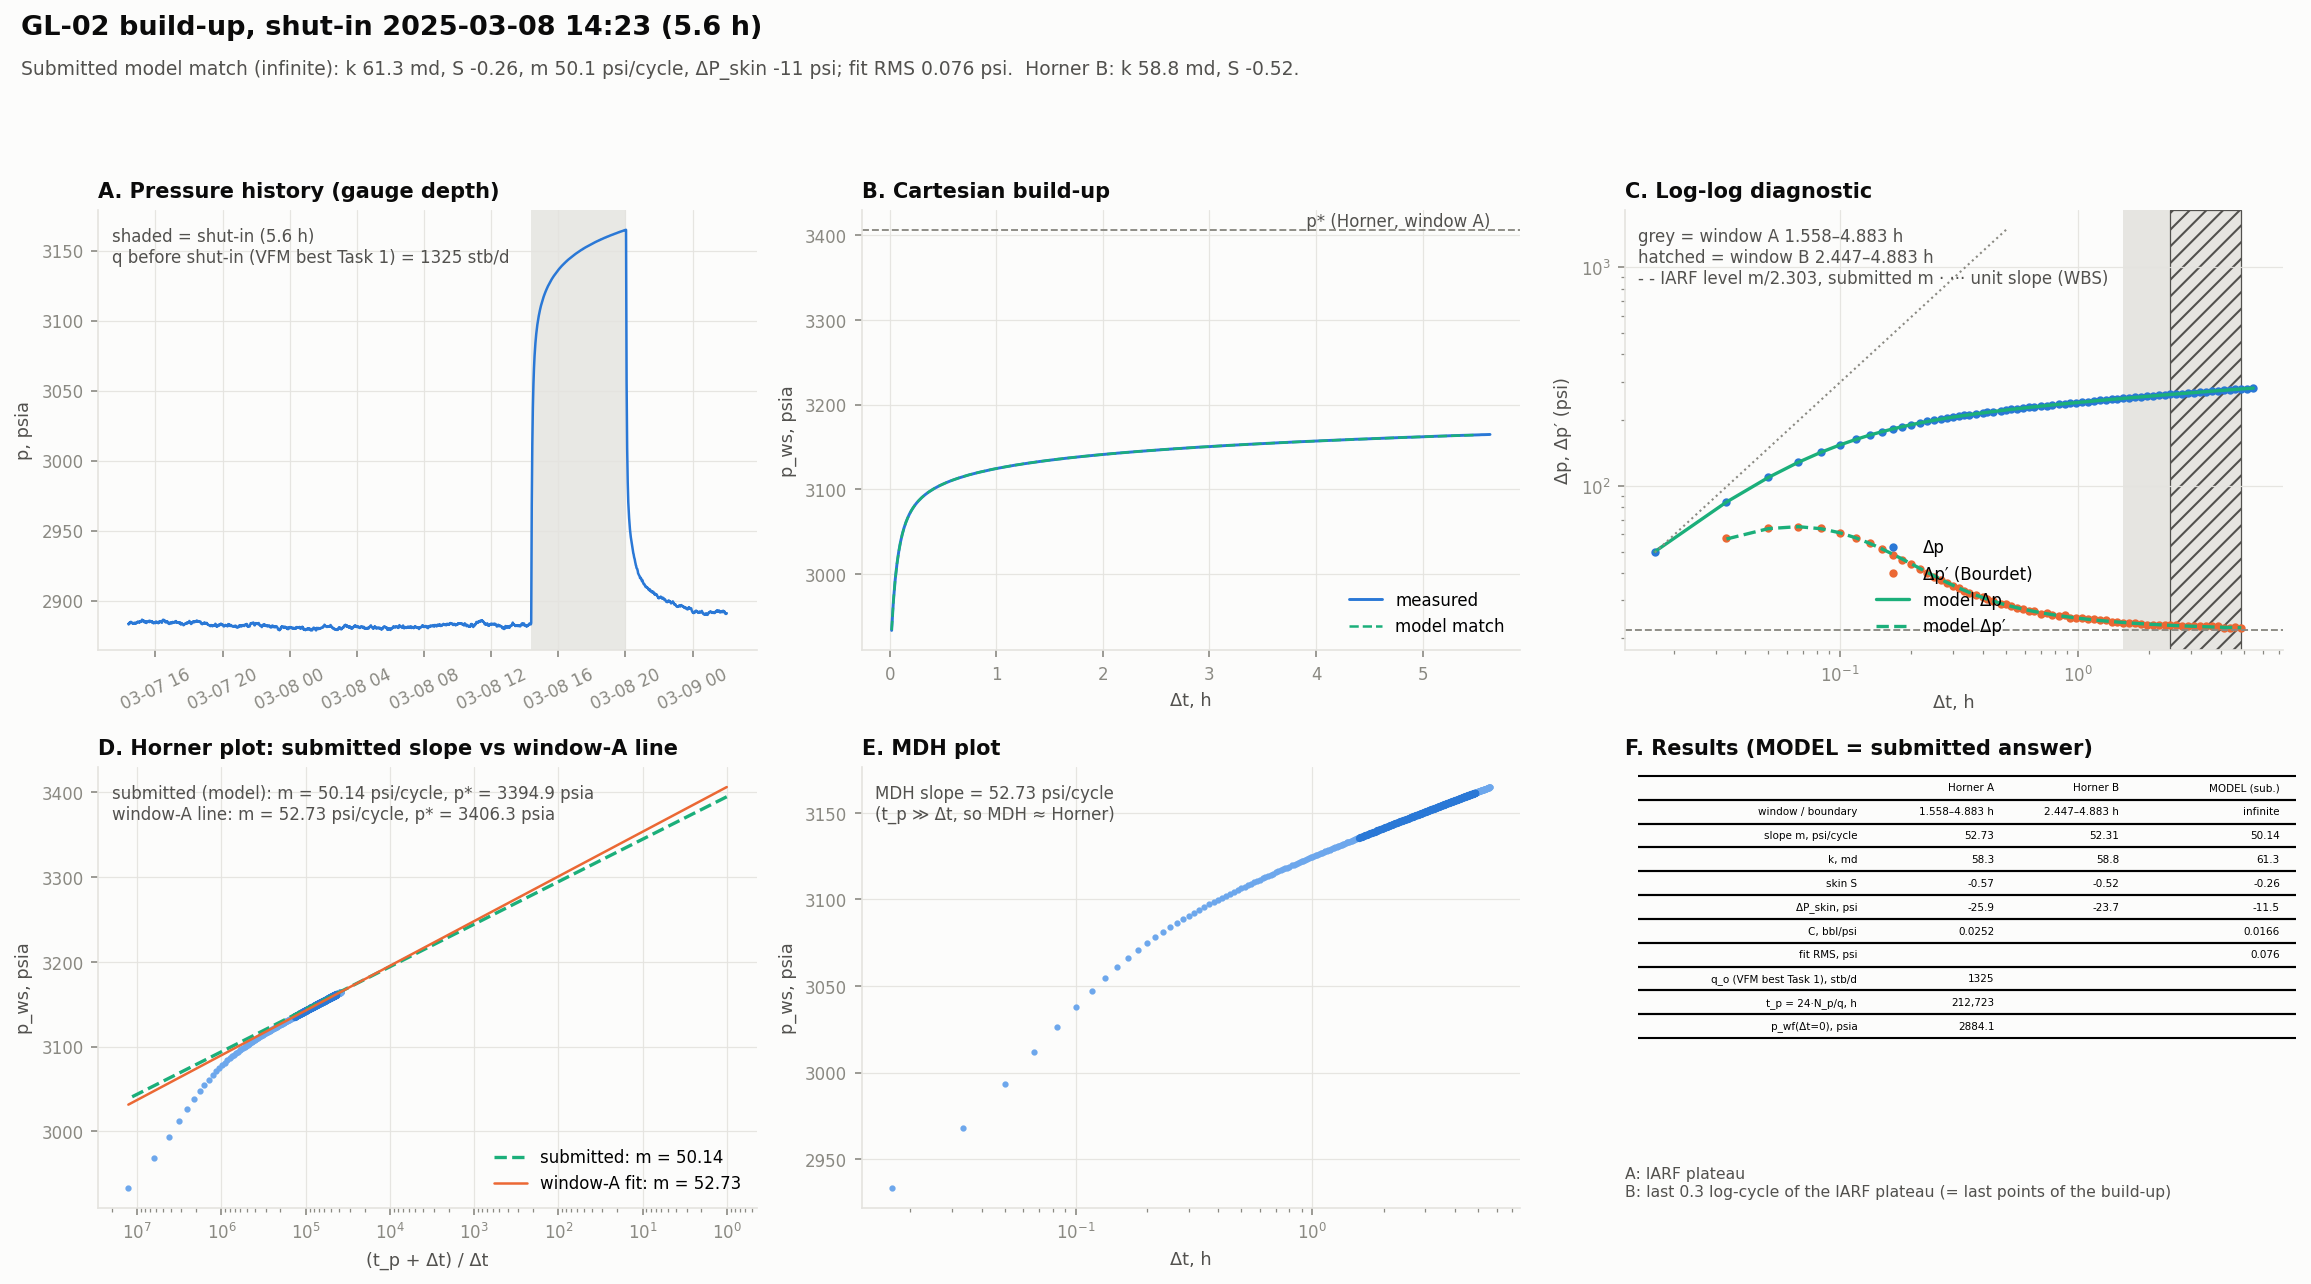 GL-02 build-up, shut-in 2025-03-08 14:23 (5.6 h)
Submitted model match (infinite): k 61.3 md, S -0.26, m 50.1 psi/cycle, ΔP_skin -11 psi; fit RMS 0.076 psi.  Horner B: k 58.8 md, S -0.52.
A. Pressure history (gauge depth)
shaded = shut-in (5.6 h)
q before shut-in (VFM best Task 1) = 1325 stb/d
p, psia
3150
3100
3050
3000
2950
2900
03-07 16
03-07 20
03-08 00
03-08 04
03-08 08
03-08 12
03-08 16
03-08 20
03-09 00
B. Cartesian build-up
p* (Horner, window A)
p_ws, psia
3400
3300
3200
3100
3000
measured
model match
0
1
2
3
4
5
Δt, h
C. Log-log diagnostic
grey = window A 1.558–4.883 h
hatched = window B 2.447–4.883 h
- - IARF level m/2.303, submitted m · ··· unit slope (WBS)
Δp, Δp′ (psi)
10³
10²
Δp
Δp′ (Bourdet)
model Δp
model Δp′
10⁻¹
10⁰
Δt, h
D. Horner plot: submitted slope vs window-A line
submitted (model): m = 50.14 psi/cycle, p* = 3394.9 psia
window-A line: m = 52.73 psi/cycle, p* = 3406.3 psia
p_ws, psia
3400
3300
3200
3100
3000
submitted: m = 50.14
window-A fit: m = 52.73
10⁷
10⁶
10⁵
10⁴
10³
10²
10¹
10⁰
(t_p + Δt) / Δt
E. MDH plot
MDH slope = 52.73 psi/cycle
(t_p ≫ Δt, so MDH ≈ Horner)
p_ws, psia
3150
3100
3050
3000
2950
10⁻¹
10⁰
Δt, h
F. Results (MODEL = submitted answer)
Horner A Horner B MODEL (sub.)
window / boundary 1.558–4.883 h 2.447–4.883 h infinite
slope m, psi/cycle 52.73 52.31 50.14
k, md 58.3 58.8 61.3
skin S -0.57 -0.52 -0.26
ΔP_skin, psi -25.9 -23.7 -11.5
C, bbl/psi 0.0252 0.0166
fit RMS, psi 0.076
q_o (VFM best Task 1), stb/d 1325
t_p = 24·N_p/q, h 212,723
p_wf(Δt=0), psia 2884.1
A: IARF plateau
B: last 0.3 log-cycle of the IARF plateau (= last points of the build-up)